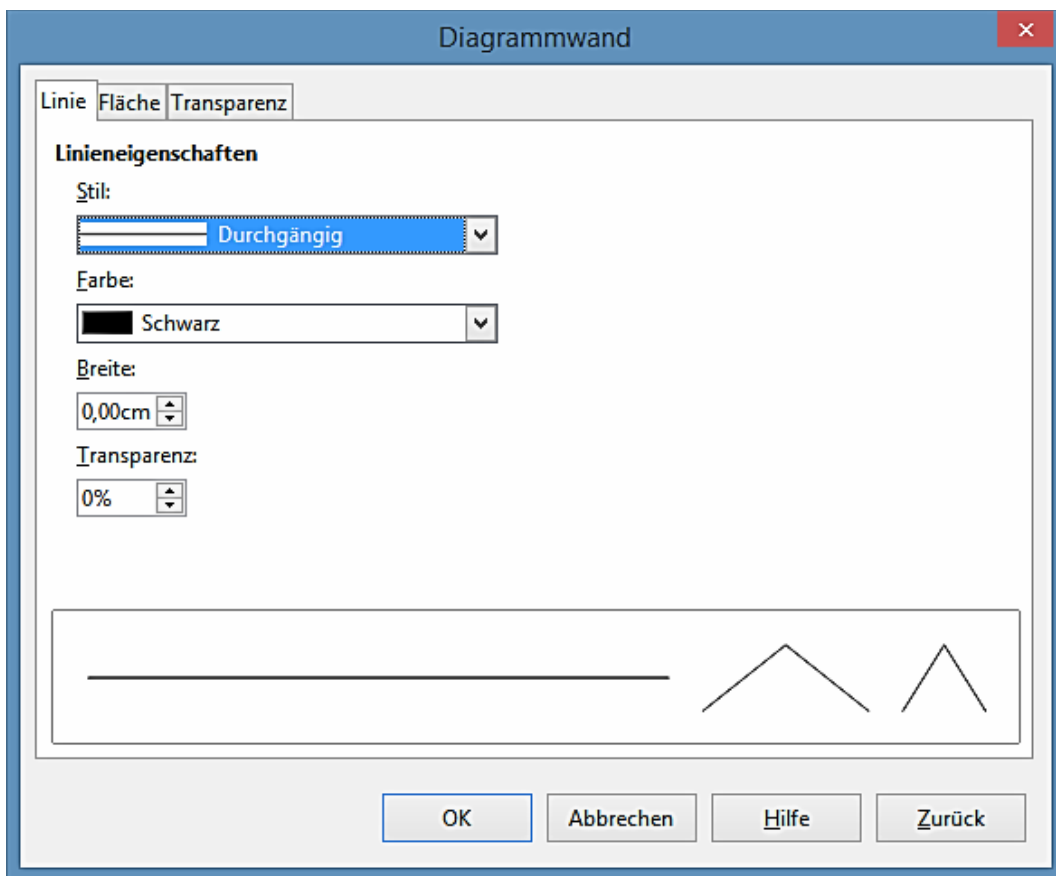 Diagrammwand
Linie Fläche Transparenz
Linieneigenschaften
Stil:
Durchgängig
Farbe:
Schwarz
Breite:
0,00cm
Transparenz:
0%
OK Abbrechen Hilfe Zurück